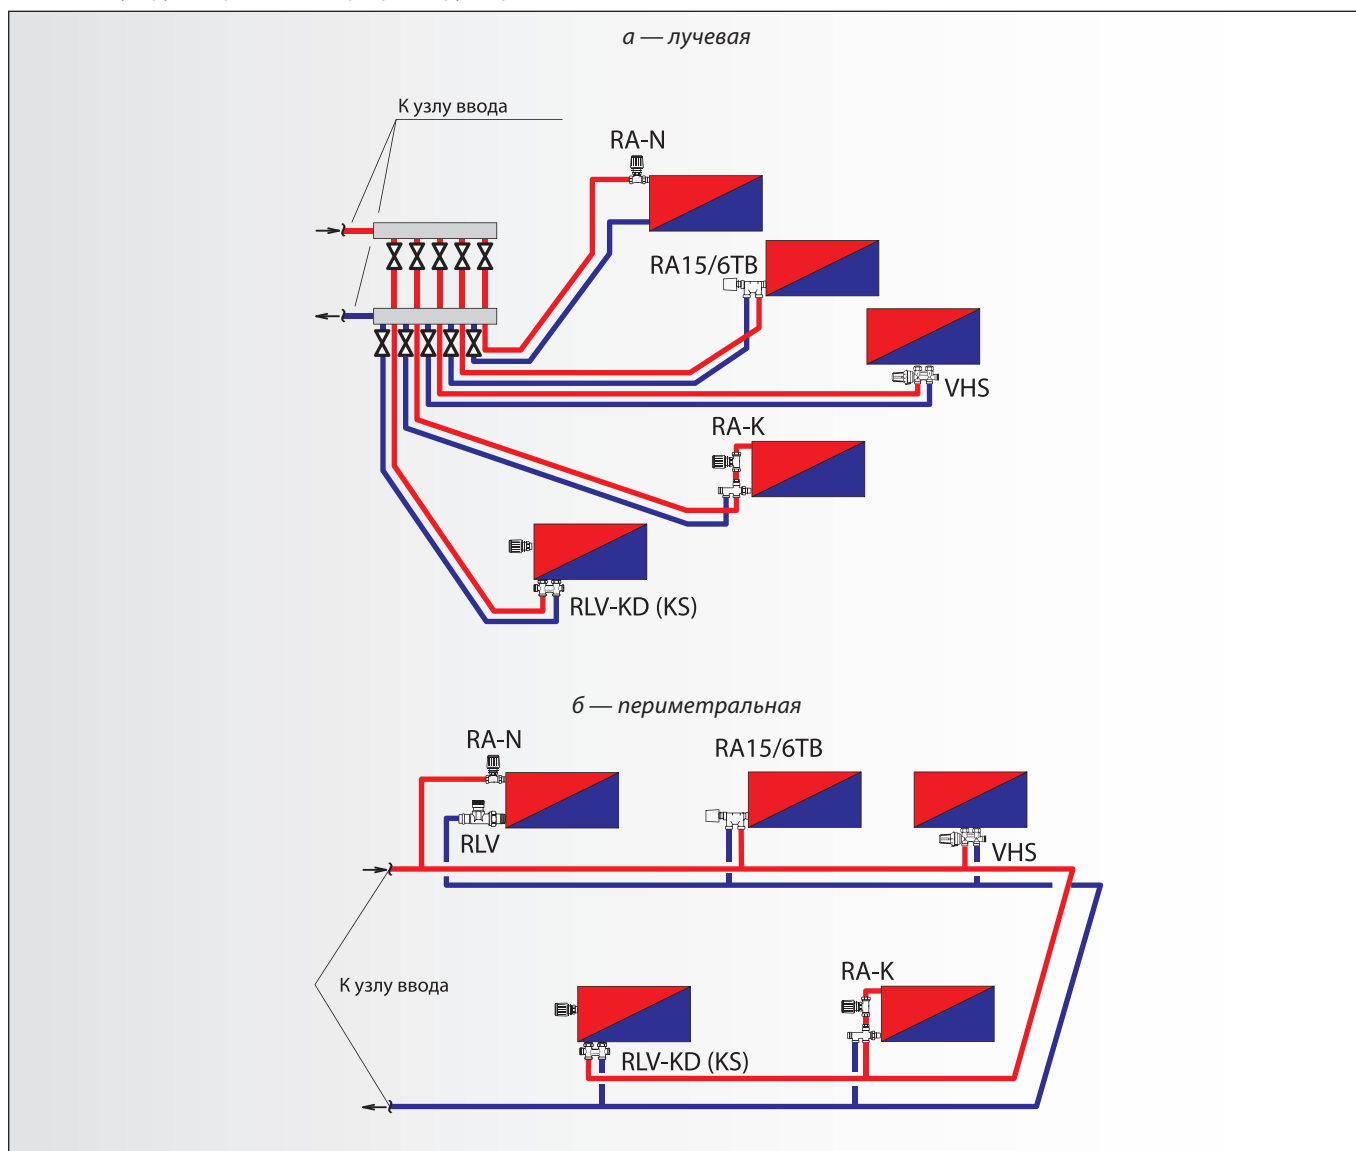 а — лучевая
К узлу ввода
RA-N
RA15/6TB
VHS
RA-K
RLV-KD (KS)
б — периметральная
RA-N
RA15/6TB
RLV
VHS
К узлу ввода
RA-K
RLV-KD (KS)